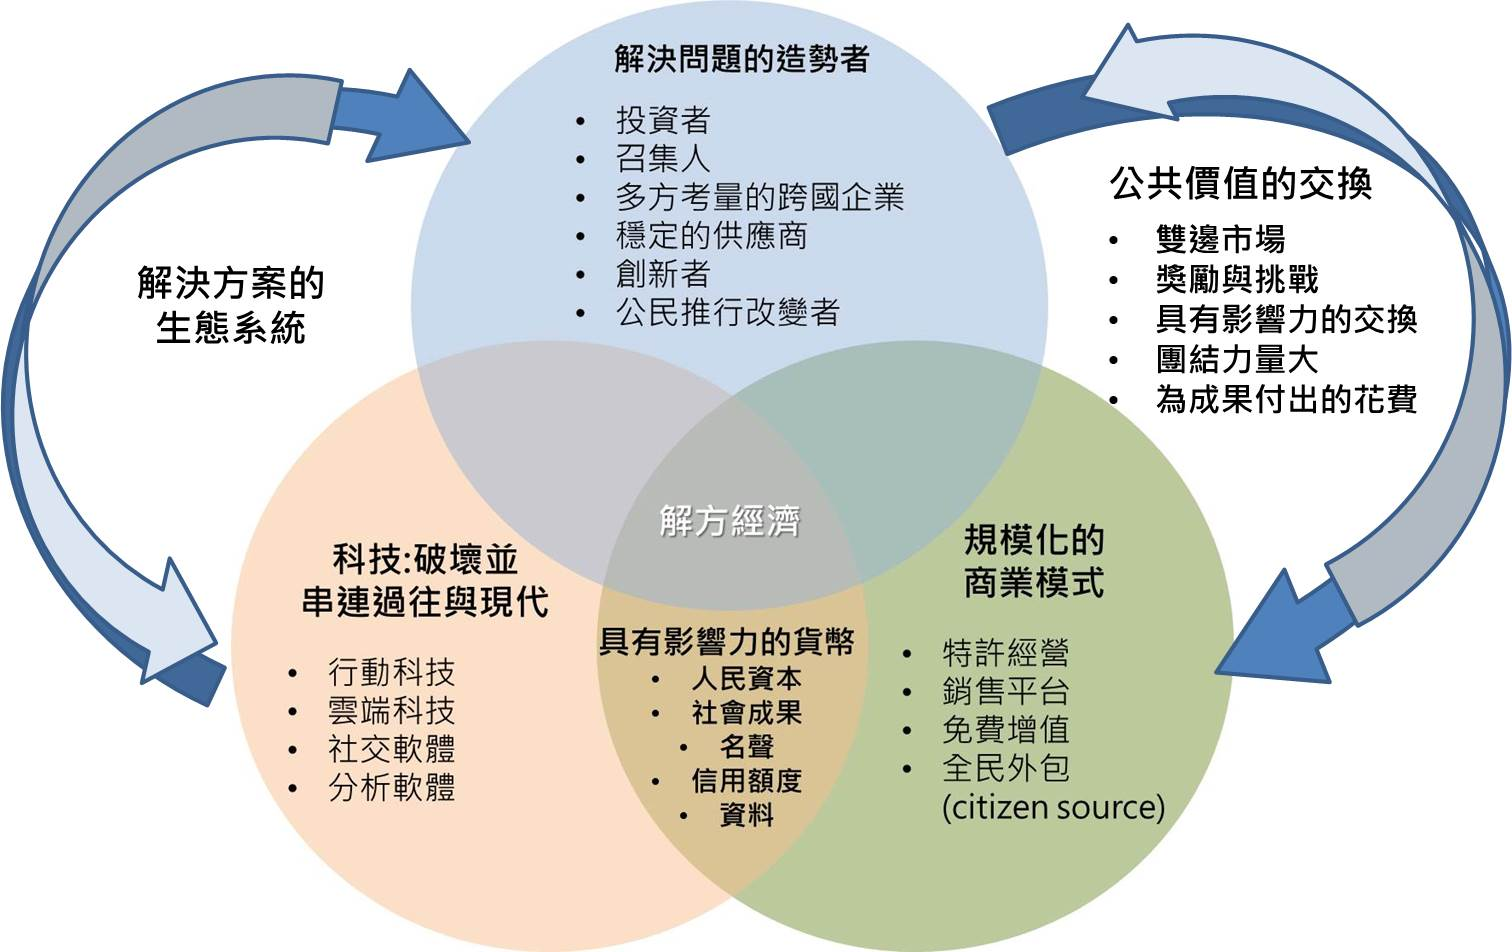 解決問題的造勢者
• 投資者
• 召集人
• 多方考量的跨國企業
• 穩定的供應商
• 創新者
• 公民推行改變者
公共價值的交換
• 雙邊市場
• 獎勵與挑戰
• 具有影響力的交換
• 團結力量大
• 為成果付出的花費
解決方案的
生態系統
解方經濟
科技:破壞並
串連過往與現代
• 行動科技
• 雲端科技
• 社交軟體
• 分析軟體
具有影響力的貨幣
• 人民資本
• 社會成果
• 名聲
• 信用額度
• 資料
規模化的
商業模式
• 特許經營
• 銷售平台
• 免費增值
• 全民外包
(citizen source)